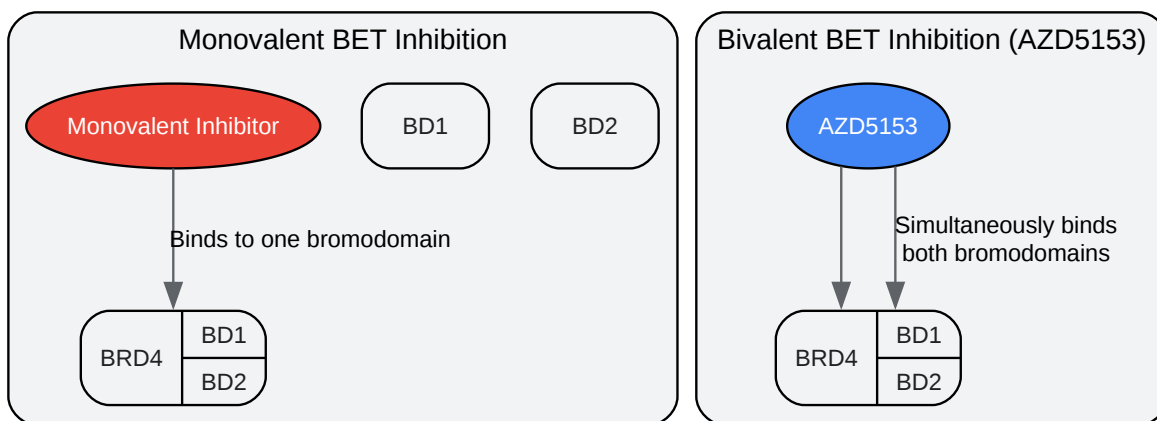 Monovalent BET Inhibition
Monovalent Inhibitor
BD1
BD2
Binds to one bromodomain
BRD4
BD1
BD2
Bivalent BET Inhibition (AZD5153)
AZD5153
Simultaneously binds
both bromodomains
BRD4
BD1
BD2